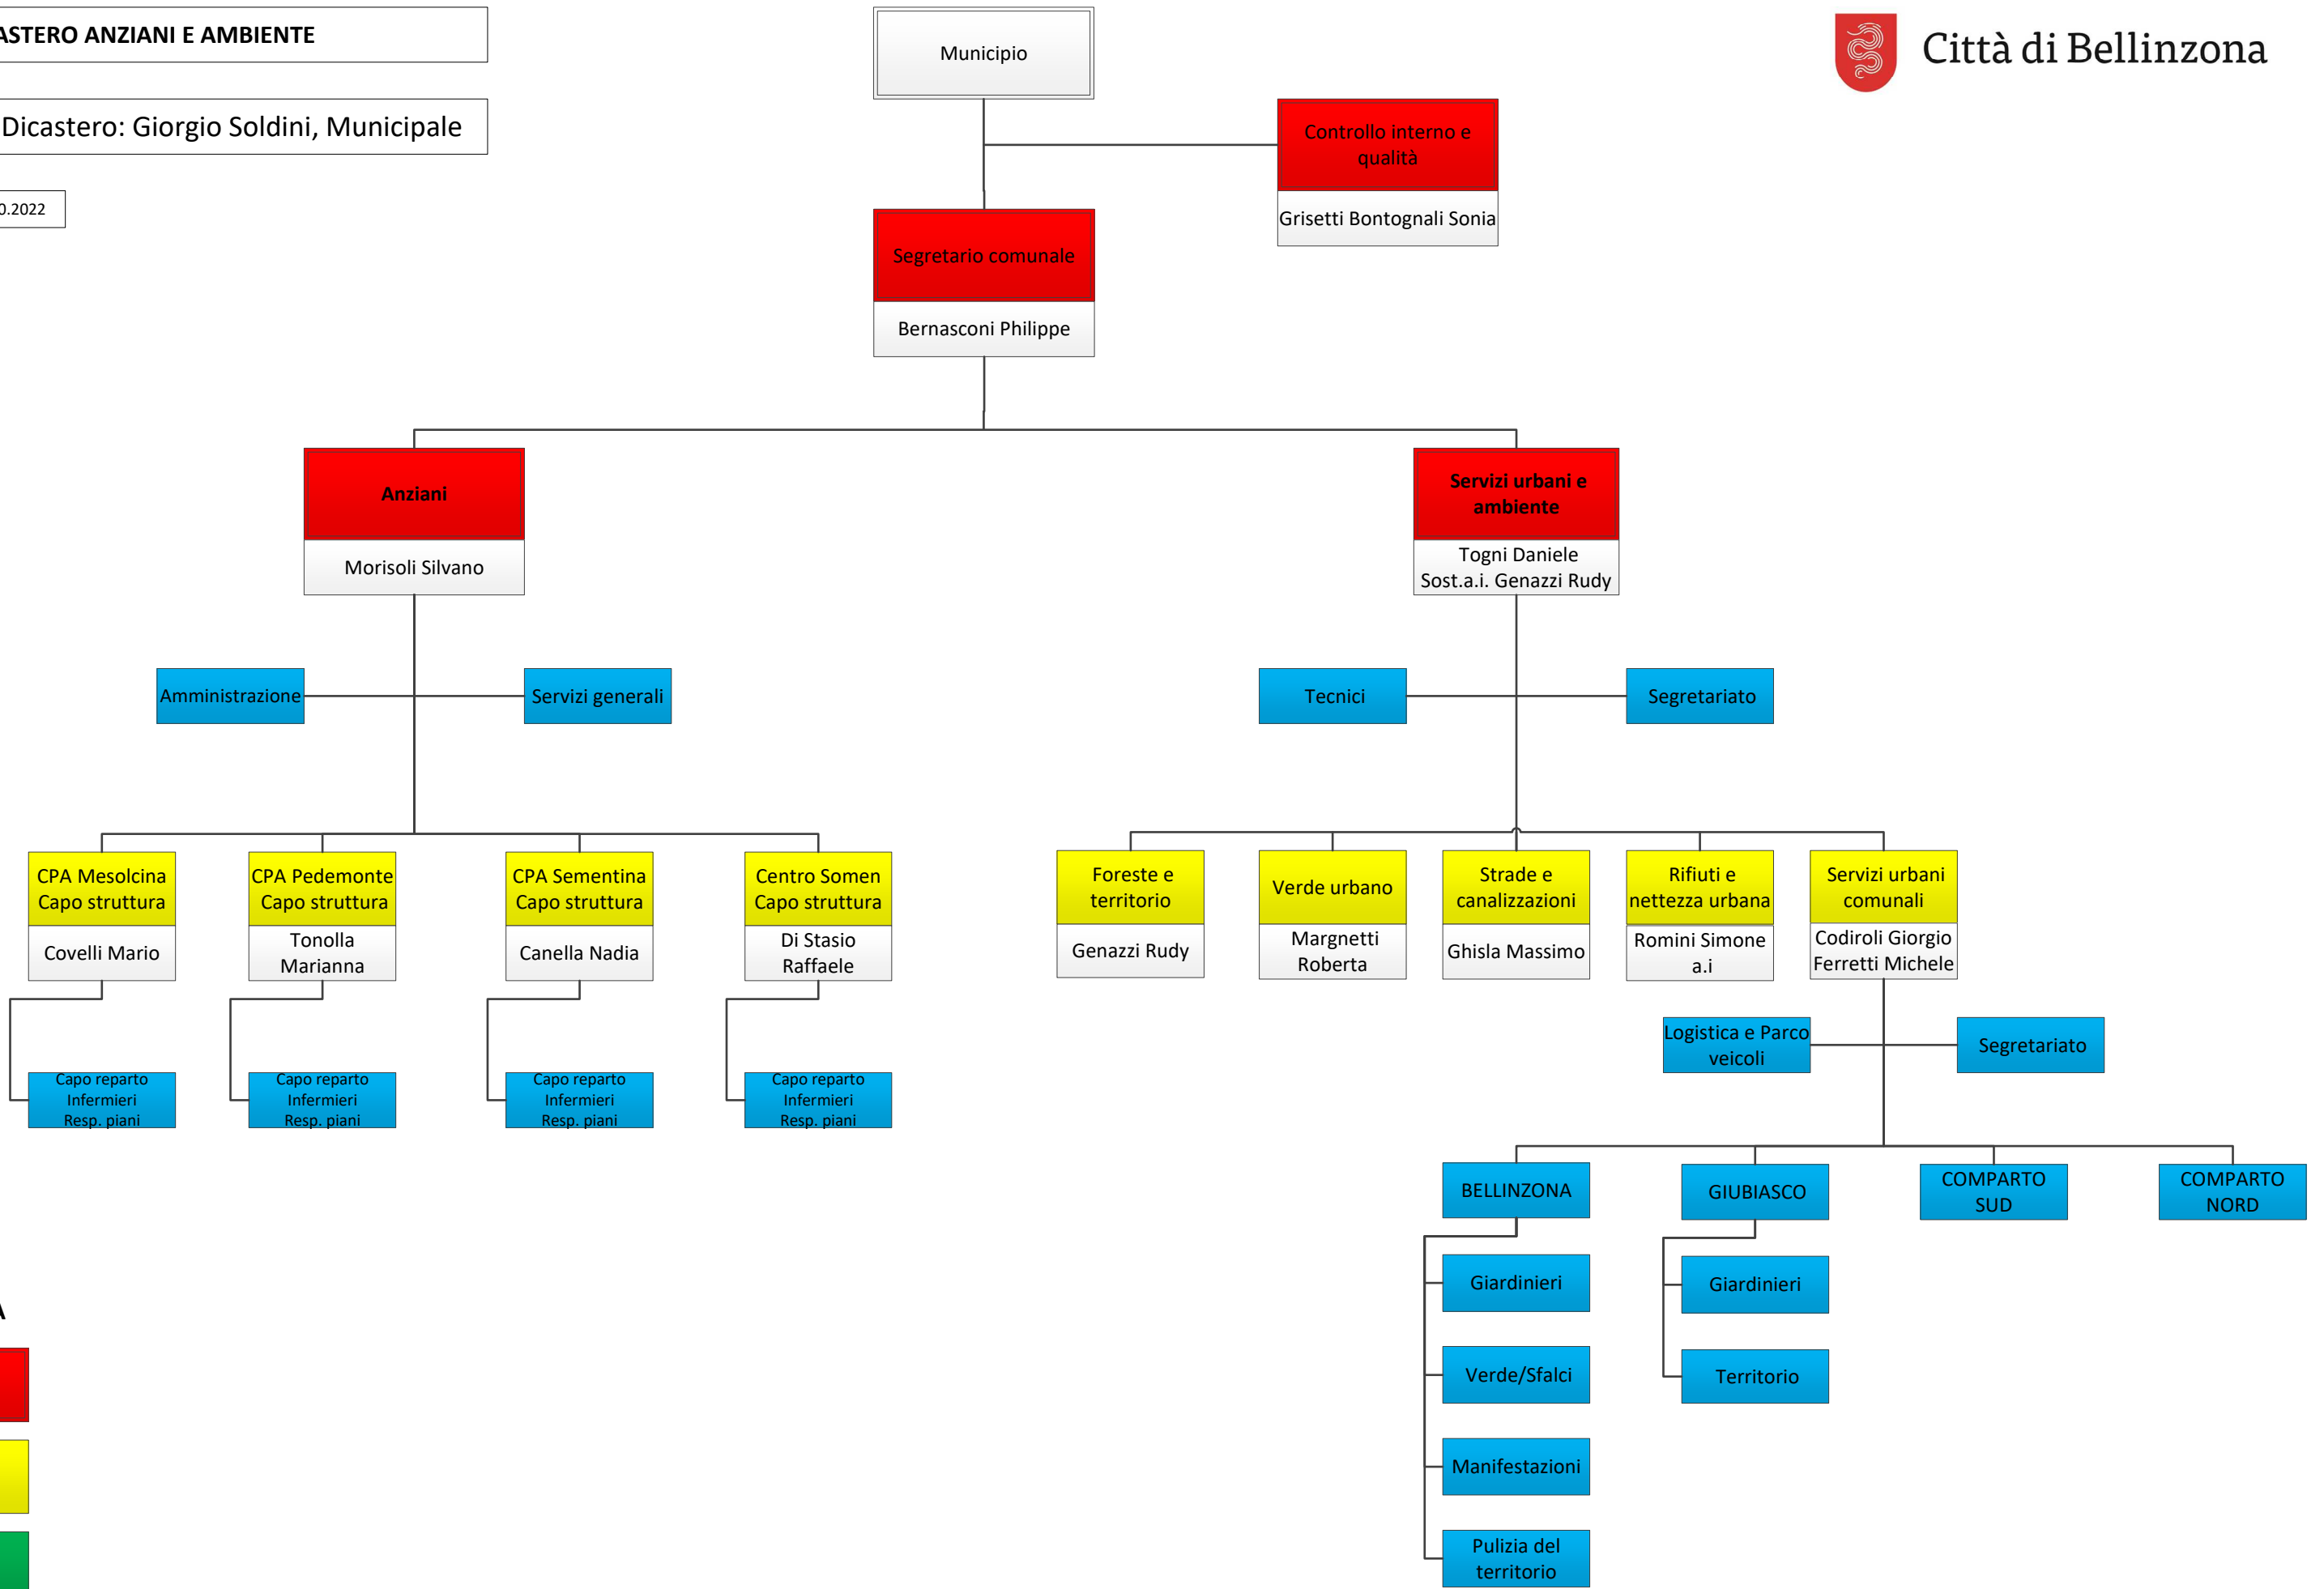 ASTERO ANZIANI E AMBIENTE
Dicastero: Giorgio Soldini, Municipale
0.2022
Città di Bellinzona
Municipio
Controllo interno e
qualità
Grisetti Bontognali Sonia
Segretario comunale
Bernasconi Philippe
Anziani
Morisoli Silvano
Servizi urbani e
ambiente
Togni Daniele
Sost.a.i. Genazzi Rudy
Amministrazione
Servizi generali
Tecnici
Segretariato
CPA Mesolcina
Capo struttura
Covelli Mario
CPA Pedemonte
Capo struttura
Tonolla
Marianna
CPA Sementina
Capo struttura
Canella Nadia
Centro Somen
Capo struttura
Di Stasio
Raffaele
Foreste e
territorio
Genazzi Rudy
Verde urbano
Margnetti
Roberta
Strade e
canalizzazioni
Ghisla Massimo
Rifiuti e
nettezza urbana
Romini Simone
a.i
Servizi urbani
comunali
Codiroli Giorgio
Ferretti Michele
Capo reparto
Infermieri
Resp. piani
Capo reparto
Infermieri
Resp. piani
Capo reparto
Infermieri
Resp. piani
Capo reparto
Infermieri
Resp. piani
Logistica e Parco
veicoli
Segretariato
BELLINZONA
GIUBIASCO
COMPARTO
SUD
COMPARTO
NORD
Giardinieri
Verde/Sfalci
Manifestazioni
Pulizia del
territorio
Giardinieri
Territorio
A